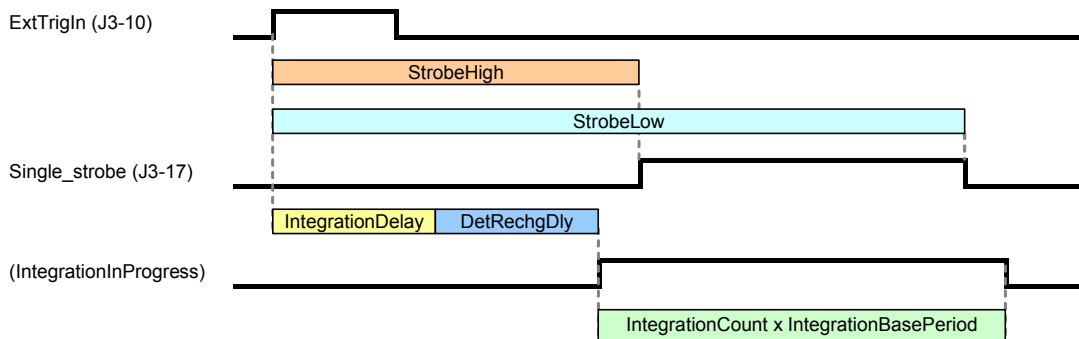 ExtTrigIn (J3-10)
StrobeHigh
StrobeLow
Single_strobe (J3-17)
IntegrationDelay DetRechgDly
(IntegrationInProgress)
IntegrationCount x IntegrationBasePeriod